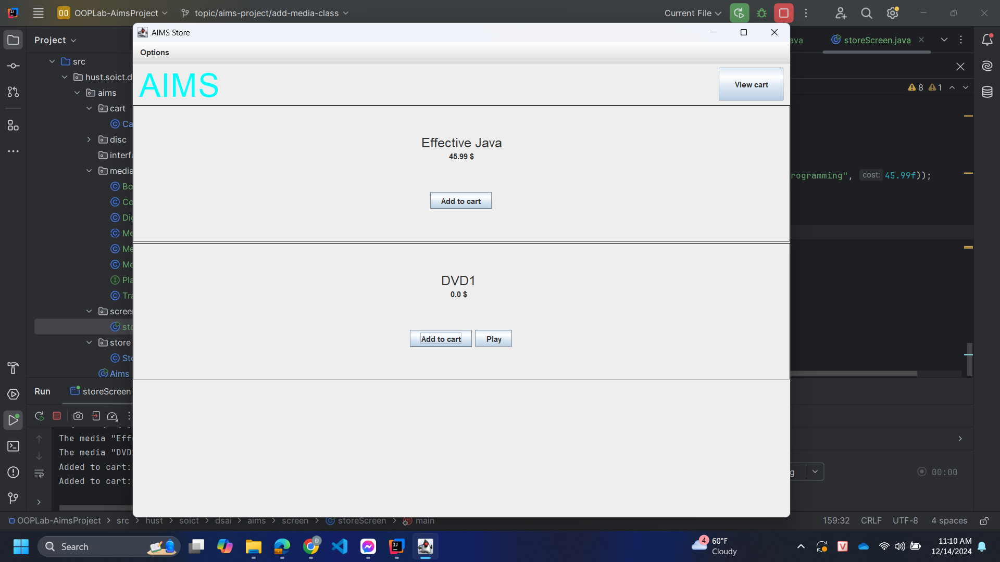 OO OOPLab-AimsProject topic/aims-project/add-media-class Current File
AIMS Store
Project
Options
ava storeScreen.java
src
hust.soict.d
aims
cart
Ca
disc
interfa
media
Bo
Co
Dig
Me
Me
Me
Pla
Tra
screen
sto
store
Sto
Aims
AIMS
View cart
Effective Java
45.99 $
Add to cart
DVD1
0.0 $
Add to cart Play
8 1
rogramming", cost: 45.99f));
Run storeScreen
The media "Eff
The media "DVD
Added to cart:
Added to cart:
g 00:00
OOPLab-AimsProject > src > hust > soict > dsai > aims > screen > storeScreen > main 159:32 CRLF UTF-8 4 spaces
Search
4 60°F
Cloudy
11:10 AM
12/14/2024